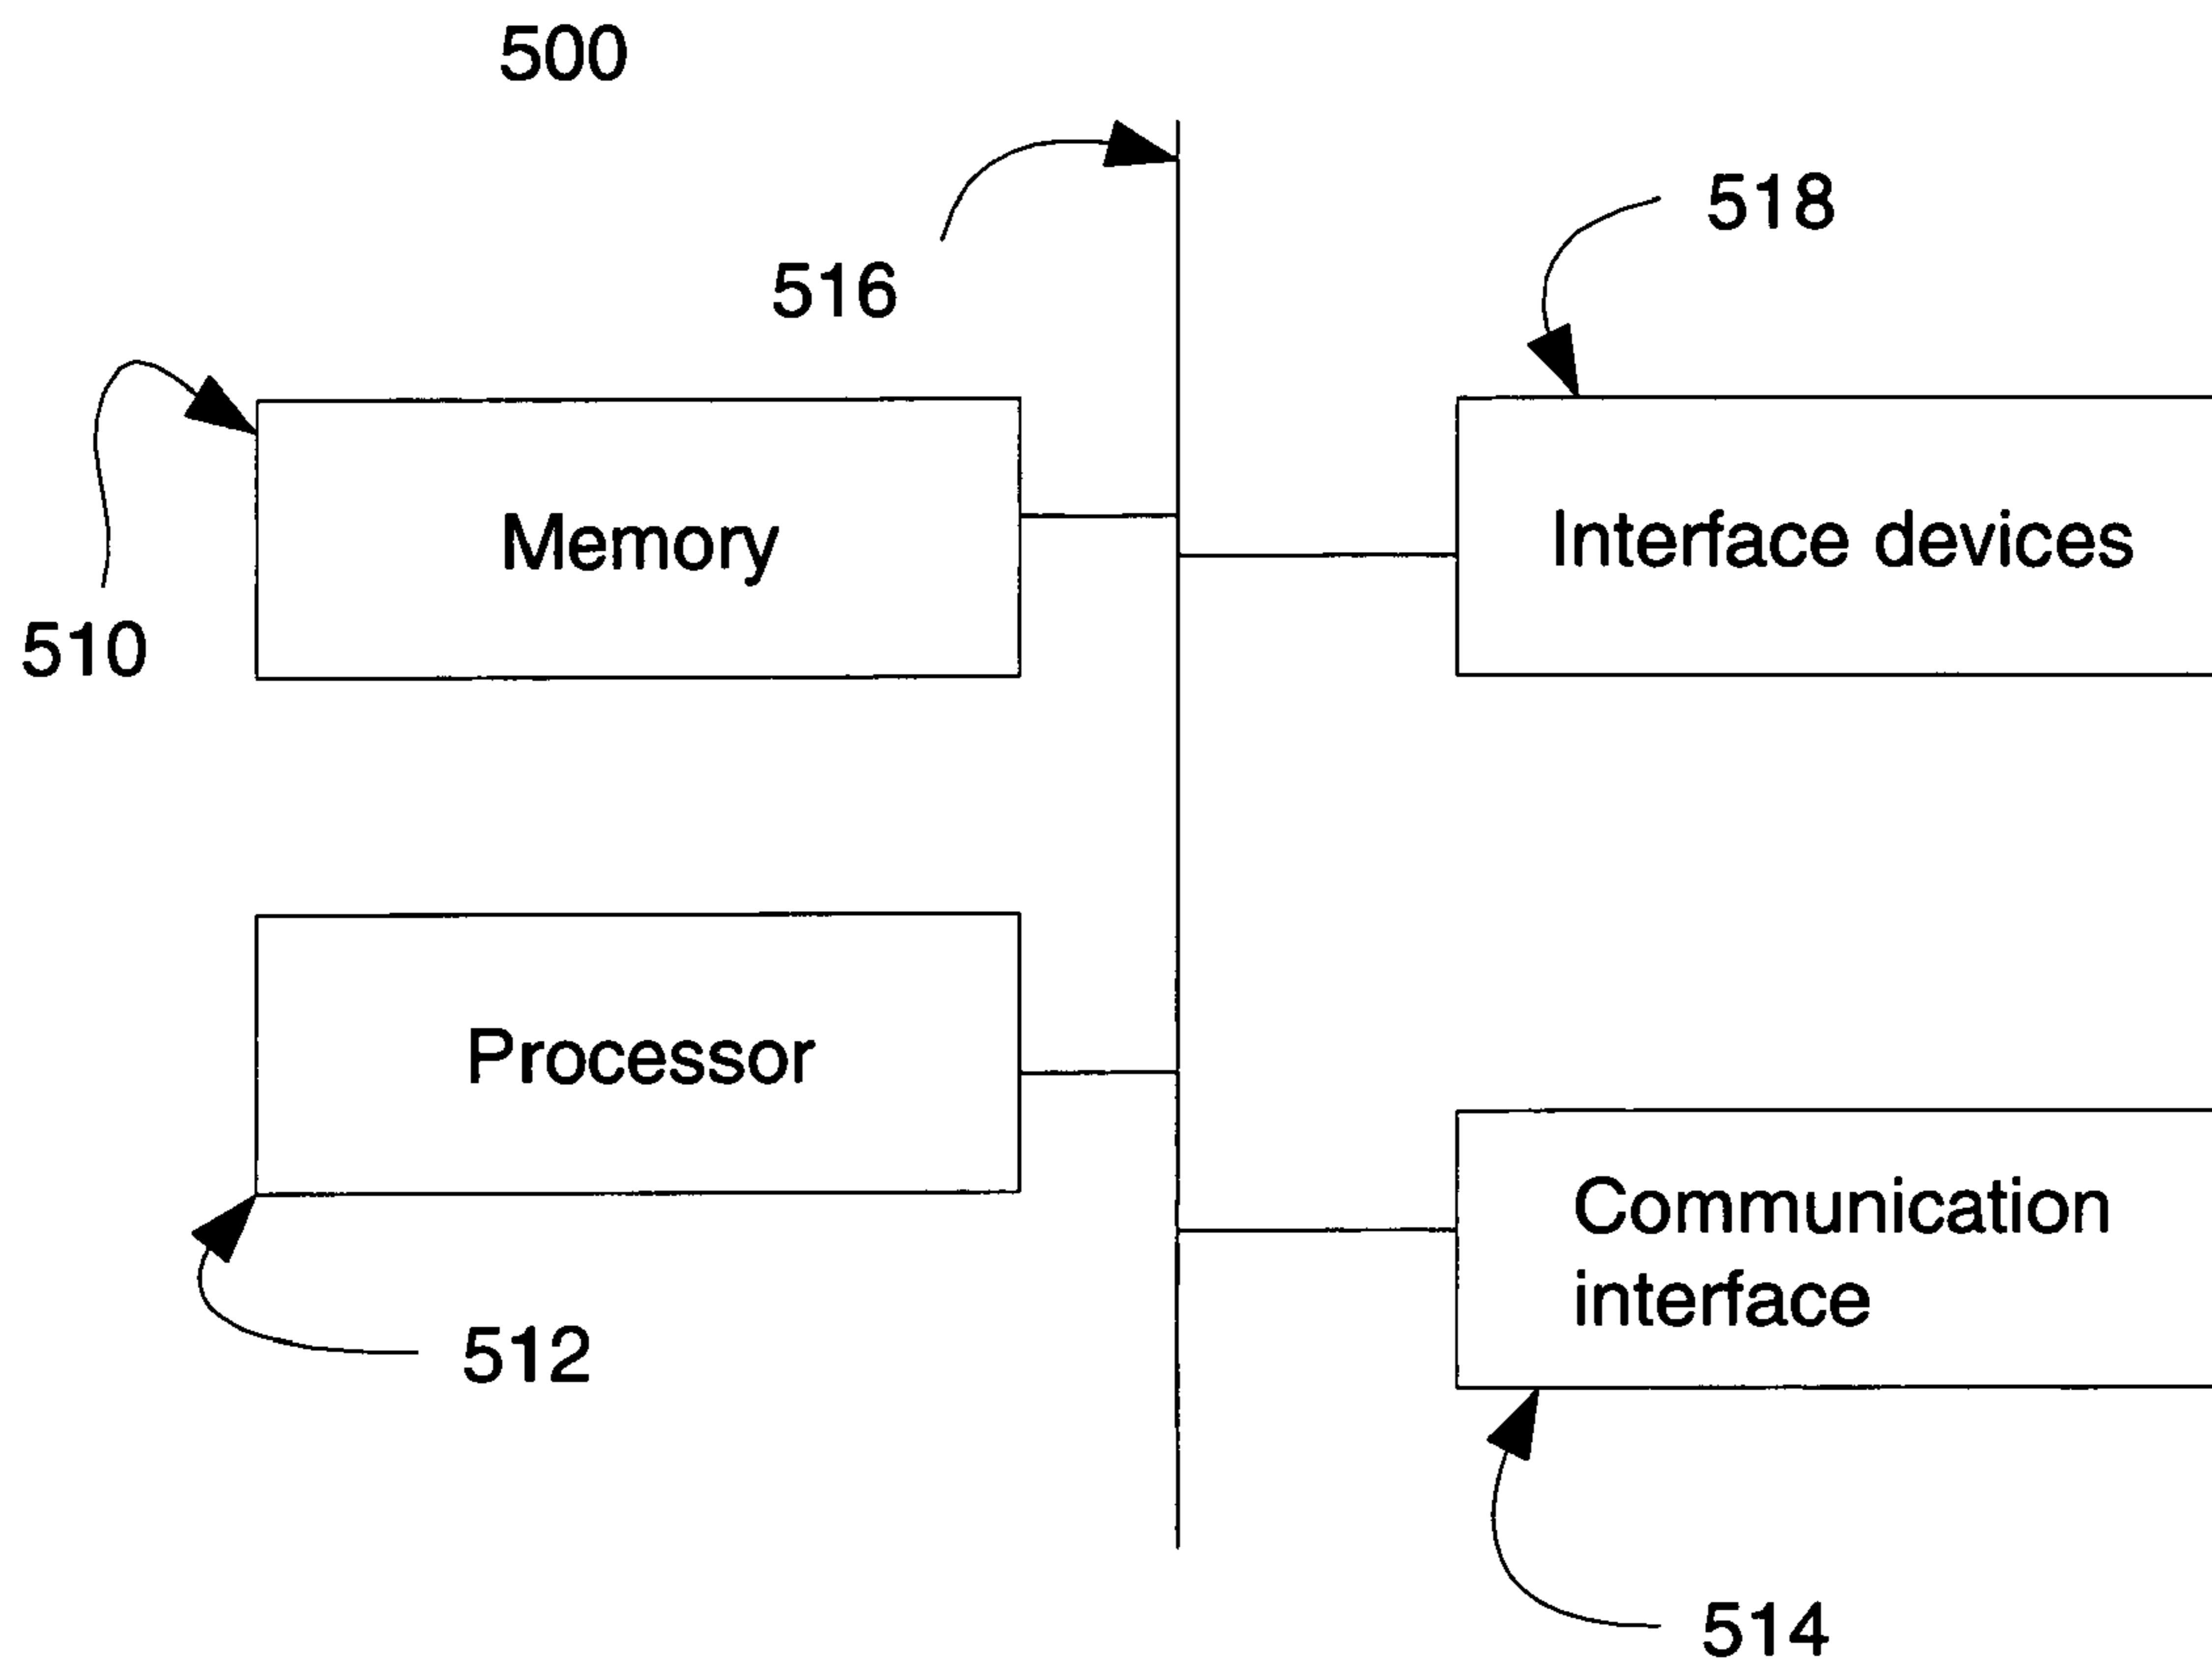 500
516
518
510
Memory
Interface devices
Processor
Communication
interface
512
514